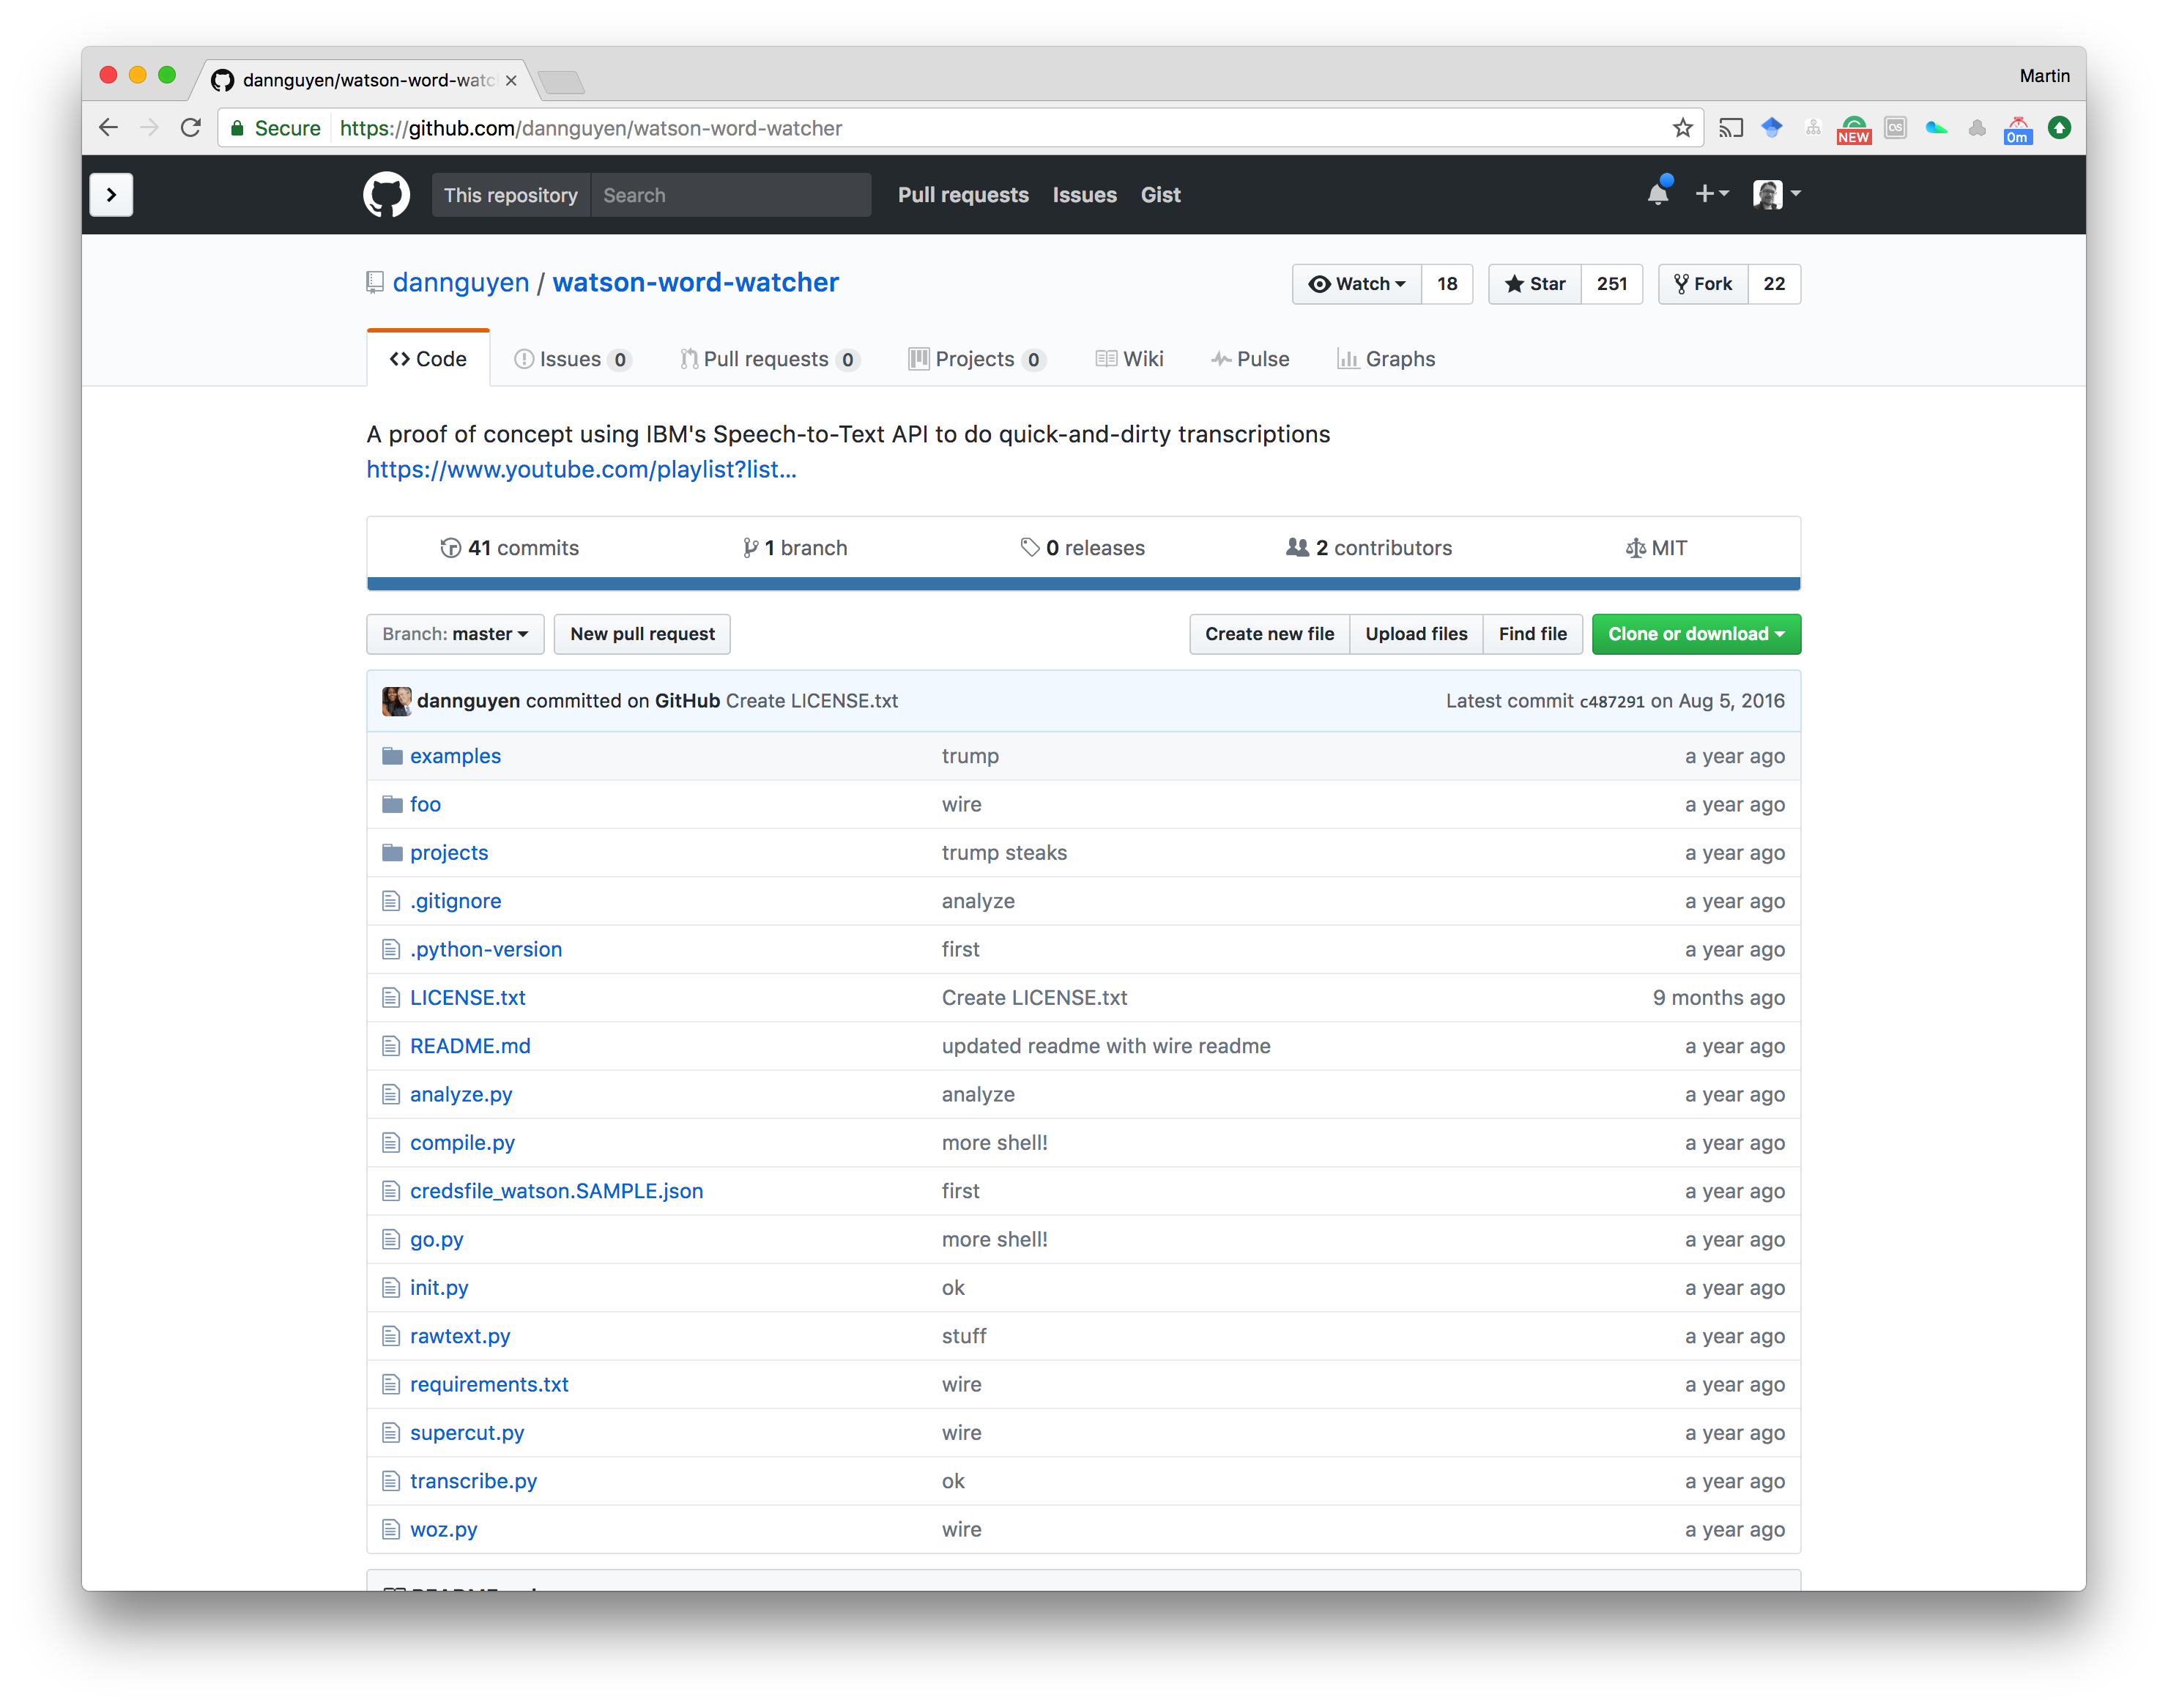 dannguyen/watson-word-watc
Martin
Secure https://github.com/dannguyen/watson-word-watcher
NEW
0m
This repository Search Pull requests Issues Gist
dannguyen / watson-word-watcher
Watch 18 Star 251 Fork 22
Code Issues 0 Pull requests 0 Projects 0 Wiki Pulse Graphs
A proof of concept using IBM's Speech-to-Text API to do quick-and-dirty transcriptions
https://www.youtube.com/playlist?list...
41 commits 1 branch 0 releases 2 contributors MIT
Branch: master New pull request Create new file Upload files Find file Clone or download
dannguyen committed on GitHub Create LICENSE.txt Latest commit c487291 on Aug 5, 2016
examples trump a year ago
foo wire a year ago
projects trump steaks a year ago
.gitignore analyze a year ago
.python-version first a year ago
LICENSE.txt Create LICENSE.txt 9 months ago
README.md updated readme with wire readme a year ago
analyze.py analyze a year ago
compile.py more shell! a year ago
credsfile_watson.SAMPLE.json first a year ago
go.py more shell! a year ago
init.py ok a year ago
rawtext.py stuff a year ago
requirements.txt wire a year ago
supercut.py wire a year ago
transcribe.py ok a year ago
woz.py wire a year ago